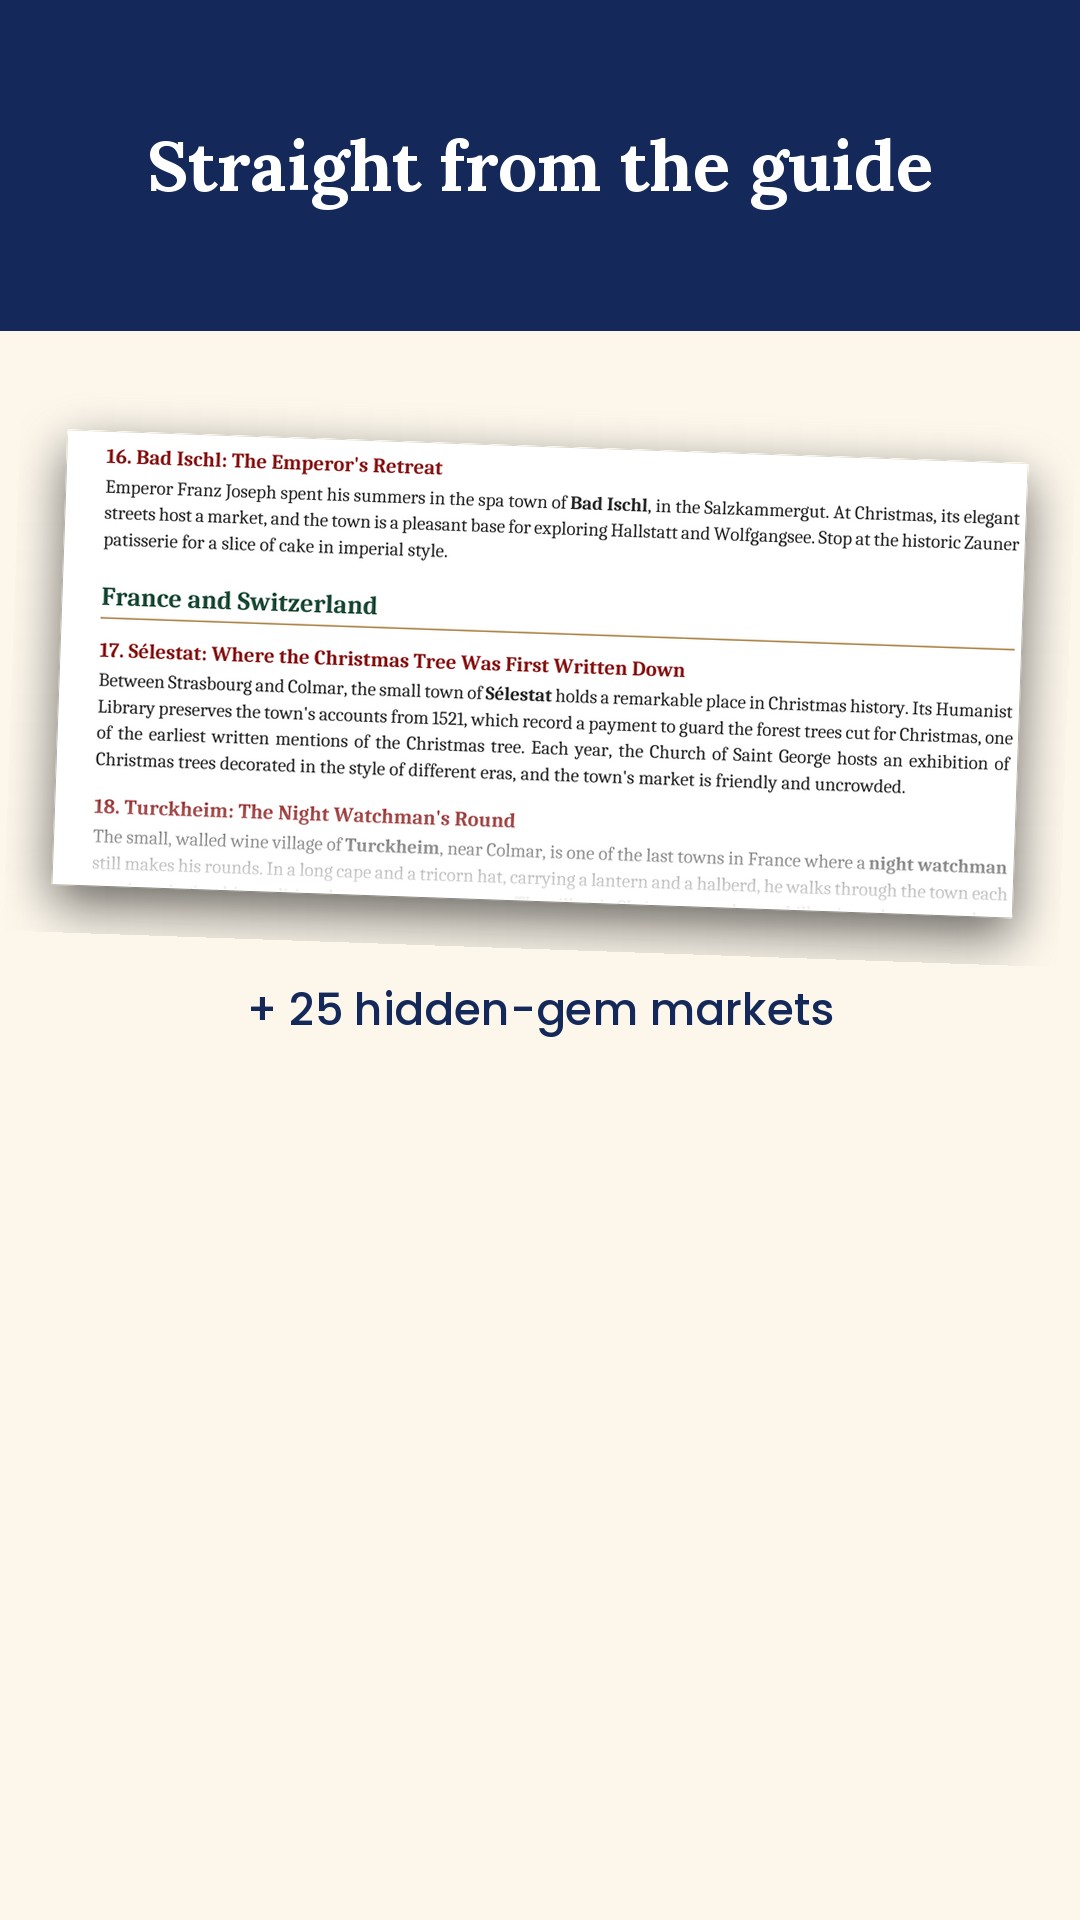 Straight from the guide
16. Bad Ischl: The Emperor's Retreat
Emperor Franz Joseph spent his summers in the spa town of Bad Ischl, in the Salzkammergut. At Christmas, its elegant
streets host a market, and the town is a pleasant base for exploring Hallstatt and Wolfgangsee. Stop at the historic Zauner
patisserie for a slice of cake in imperial style.
France and Switzerland
17. Sélestat: Where the Christmas Tree Was First Written Down
Between Strasbourg and Colmar, the small town of Sélestat holds a remarkable place in Christmas history. Its Humanist
Library preserves the town's accounts from 1521, which record a payment to guard the forest trees cut for Christmas, one
of the earliest written mentions of the Christmas tree. Each year, the Church of Saint George hosts an exhibition of
Christmas trees decorated in the style of different eras, and the town's market is friendly and uncrowded.
18. Turckheim: The Night Watchman's Round
The small, walled wine village of Turckheim, near Colmar, is one of the last towns in France where a night watchman
still makes his rounds. In a long cape and a tricorn hat, carrying a lantern and a halberd, he walks through the town each
+ 25 hidden-gem markets